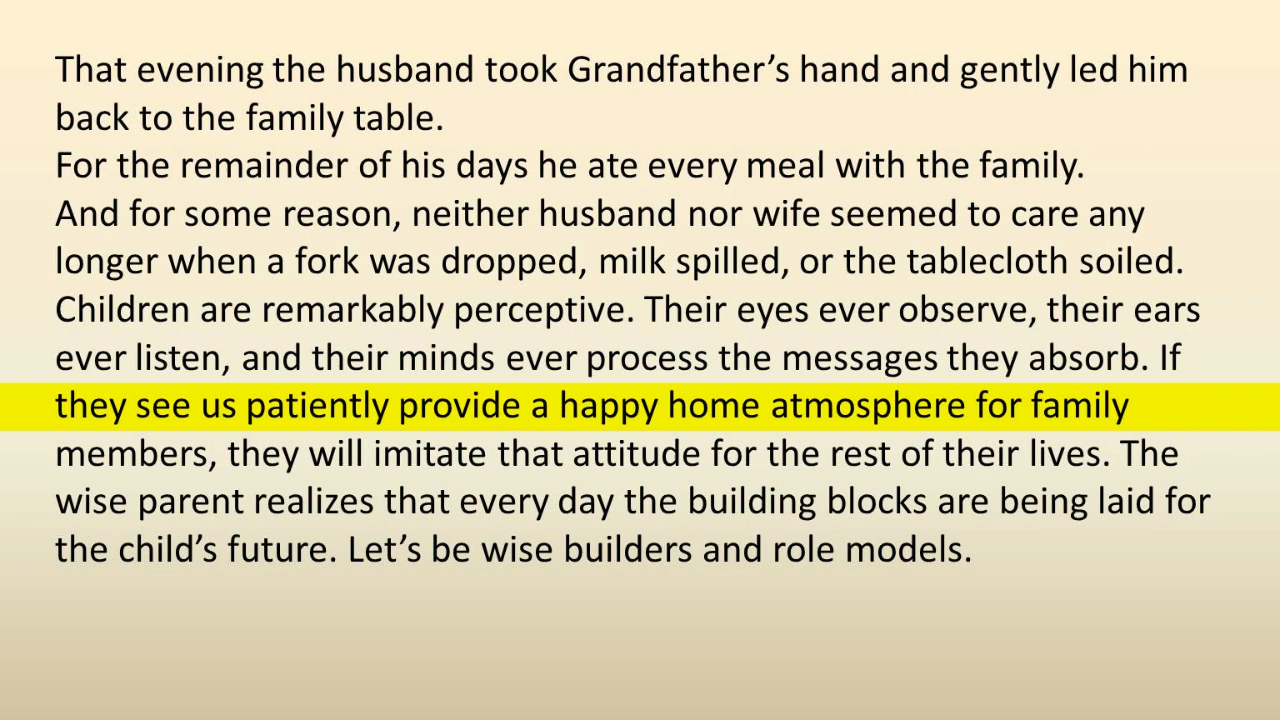 That evening the husband took Grandfather’s hand and gently led him
back to the family table.
For the remainder of his days he ate every meal with the family.
And for some reason, neither husband nor wife seemed to care any
longer when a fork was dropped, milk spilled, or the tablecloth soiled.
Children are remarkably perceptive. Their eyes ever observe, their ears
ever listen, and their minds ever process the messages they absorb. If
they see us patiently provide a happy home atmosphere for family
members, they will imitate that attitude for the rest of their lives. The
wise parent realizes that every day the building blocks are being laid for
the child’s future. Let’s be wise builders and role models.